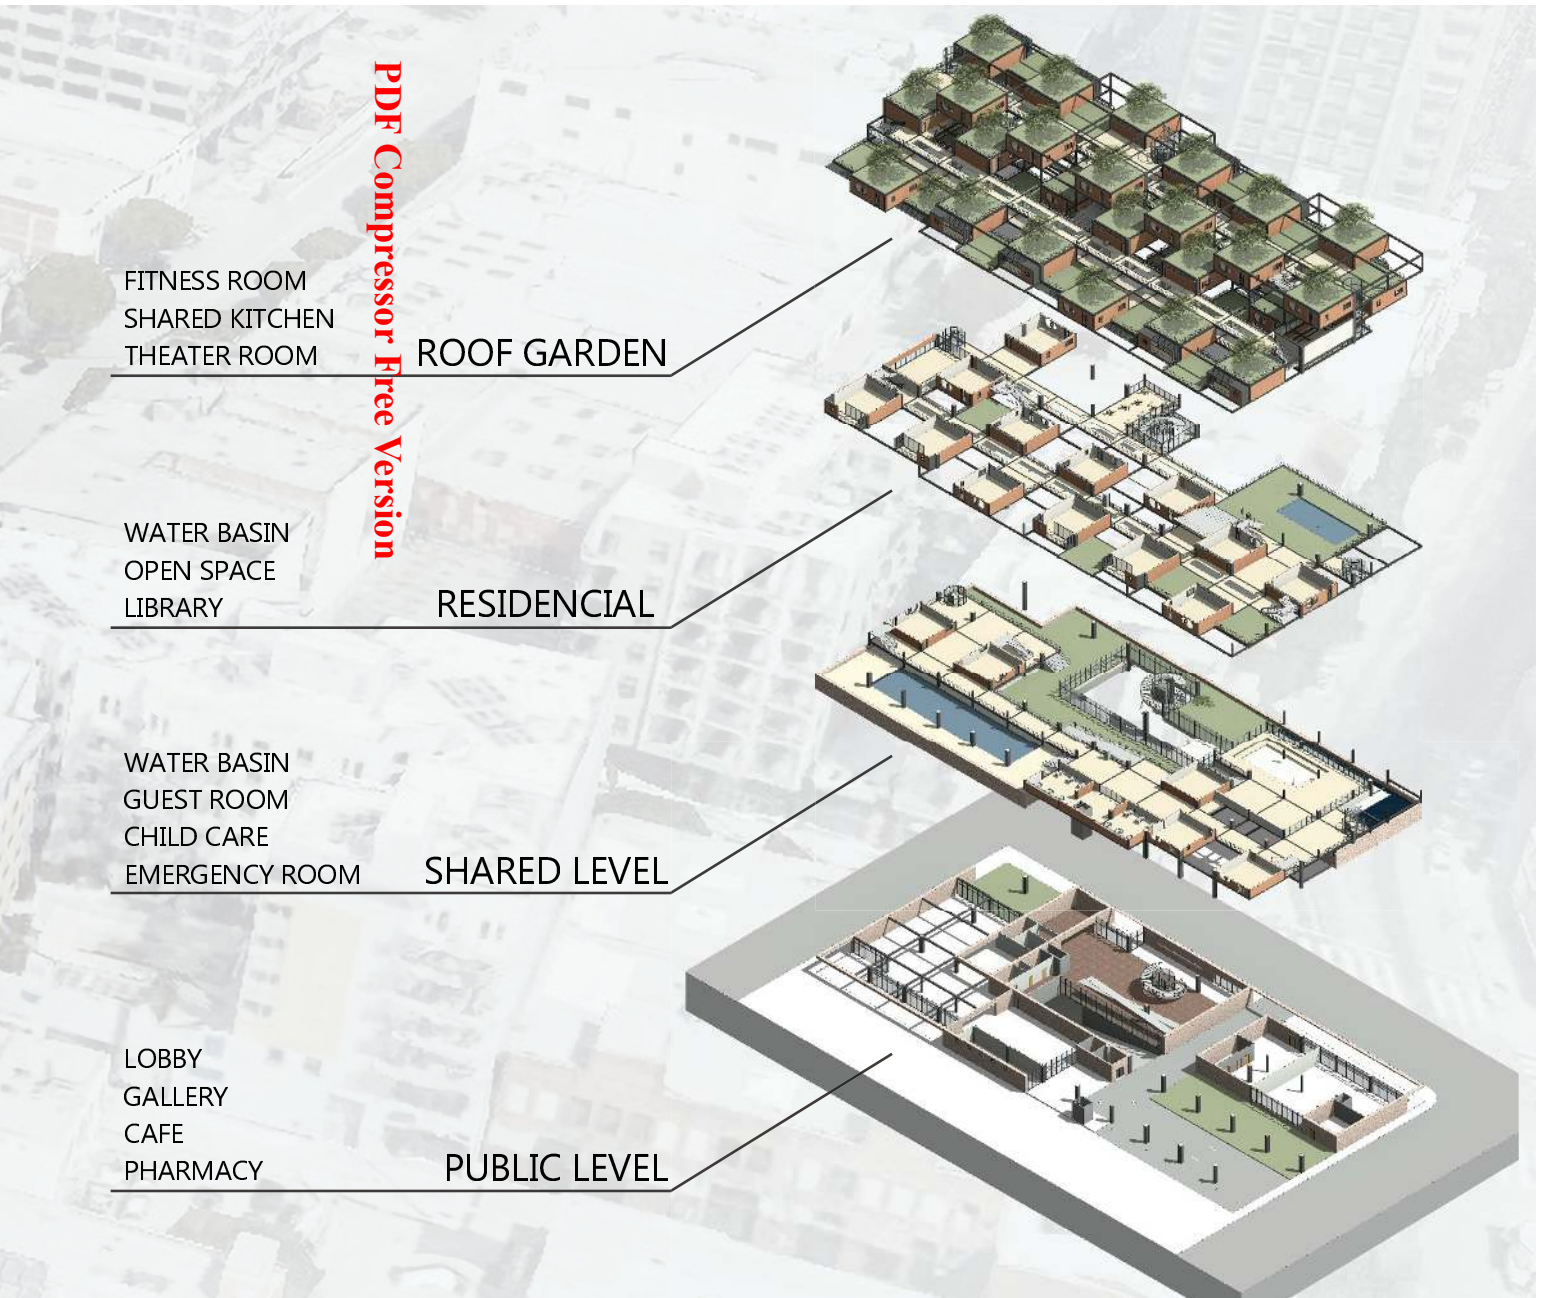 PDF Compressor Free Version
FITNESS ROOM
SHARED KITCHEN
THEATER ROOM
ROOF GARDEN
WATER BASIN
OPEN SPACE
LIBRARY
RESIDENCIAL
WATER BASIN
GUEST ROOM
CHILD CARE
EMERGENCY ROOM
SHARED LEVEL
LOBBY
GALLERY
CAFE
PHARMACY
PUBLIC LEVEL